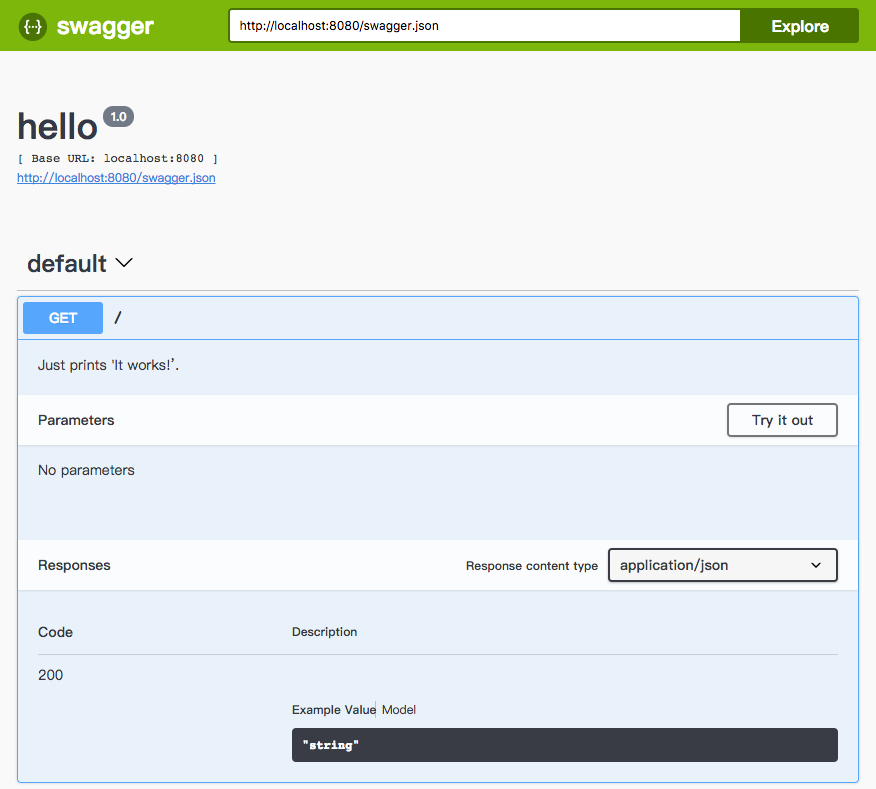 {··} swagger http://localhost:8080/swagger.json Explore
hello 1.0
[ Base URL: localhost:8080 ]
http://localhost:8080/swagger.json
default
GET /
Just prints 'It works!'.
Parameters Try it out
No parameters
Responses Response content type application/json
Code Description
200
Example Value Model
"string"